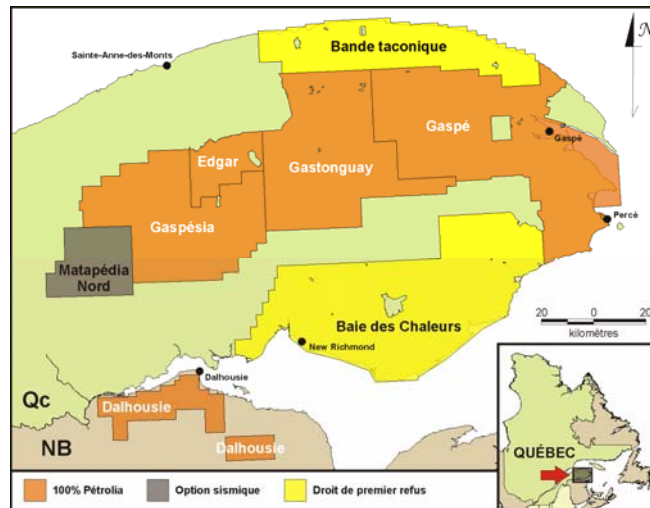 Bande taconique
N
Sainte-Anne-des-Monts
Gaspé
Gaspé
Edgar
Gastonguay
Gaspésia
Percé
Matapédia
Nord
20 0 20
kilomètres
Baie des Chaleurs
New Richmond
Dalhousie
Qc
Dalhousie
NB
Dalhousie
QUÉBEC
100% Pétrolia
Option sismique
Droit de premier refus